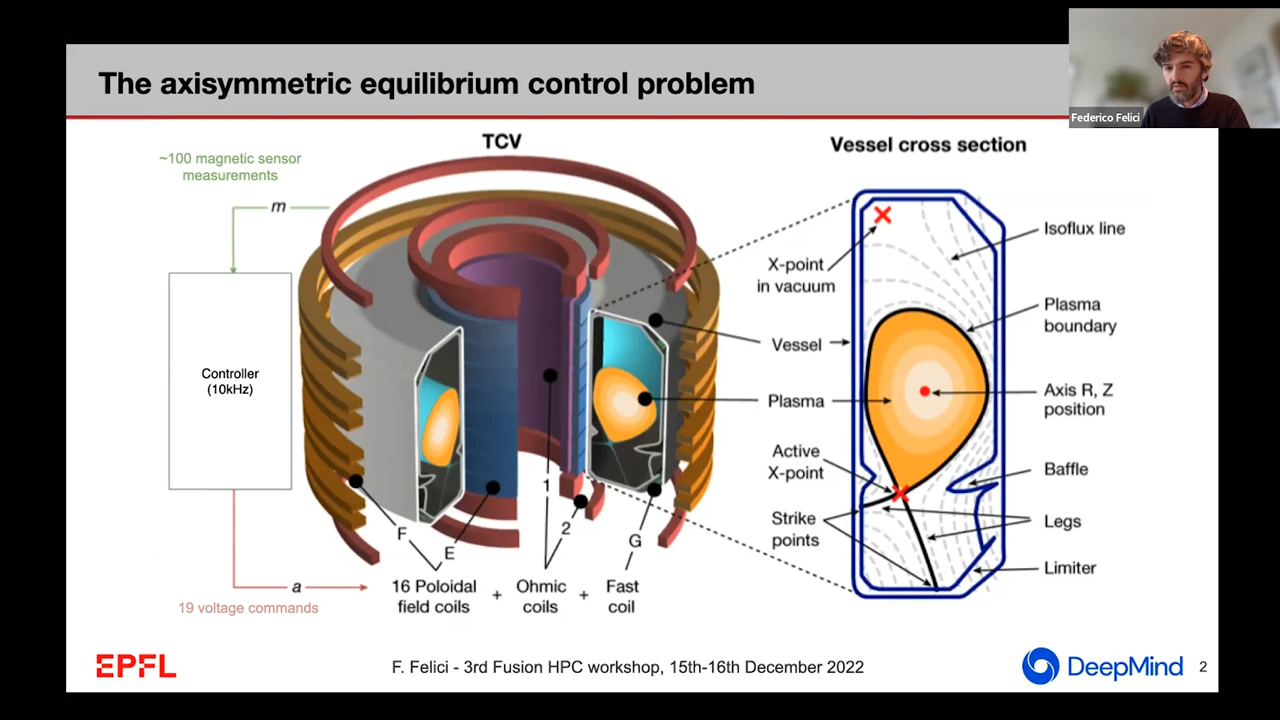 Federico Felici
The axisymmetric equilibrium control problem
TCV
Vessel cross section
~100 magnetic sensor
measurements
m
Controller
(10kHz)
a
19 voltage commands
F
E
1
2
G
16 Poloidal
field coils
+
Ohmic
coils
+
Fast
coil
X-point
in vacuum
Vessel
Plasma
Active
X-point
Strike
points
Isoflux line
Plasma
boundary
Axis R, Z
position
Baffle
Legs
Limiter
EPFL
F. Felici - 3rd Fusion HPC workshop, 15th-16th December 2022
DeepMind
2